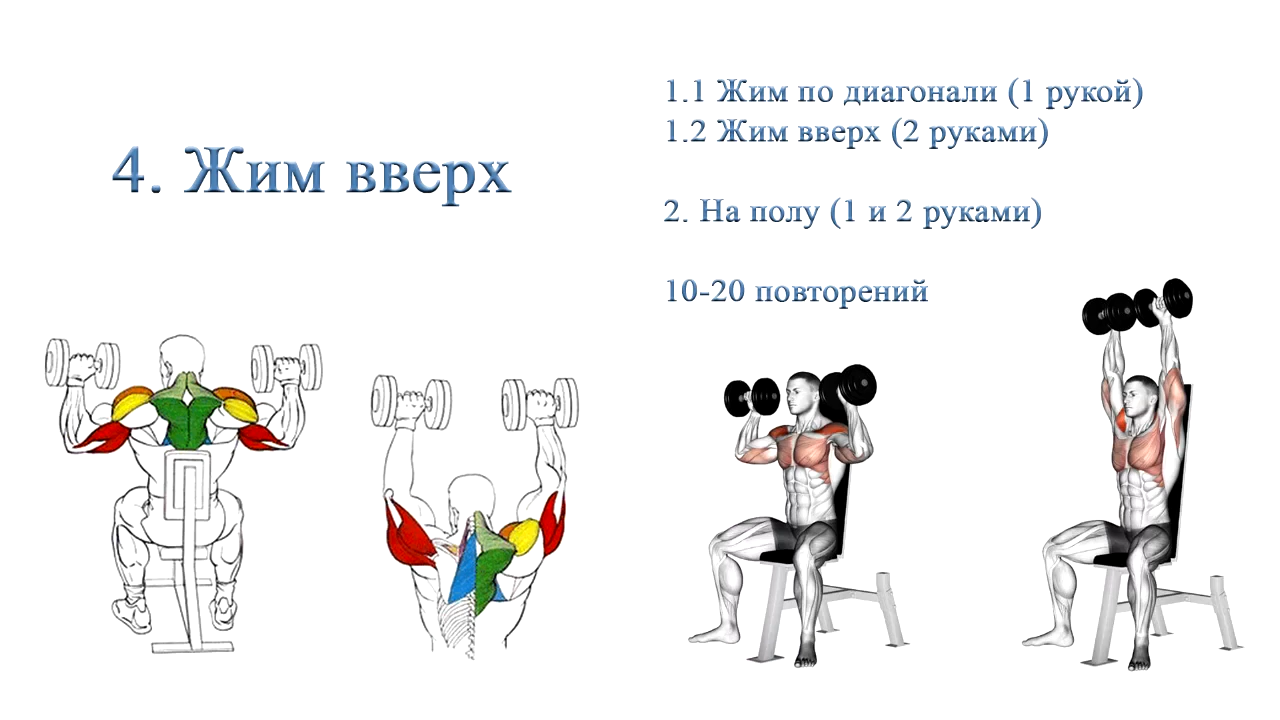 4. Жим вверх
1.1 Жим по диагонали (1 рукой)
1.2 Жим вверх (2 руками)
2. На полу (1 и 2 руками)
10-20 повторений